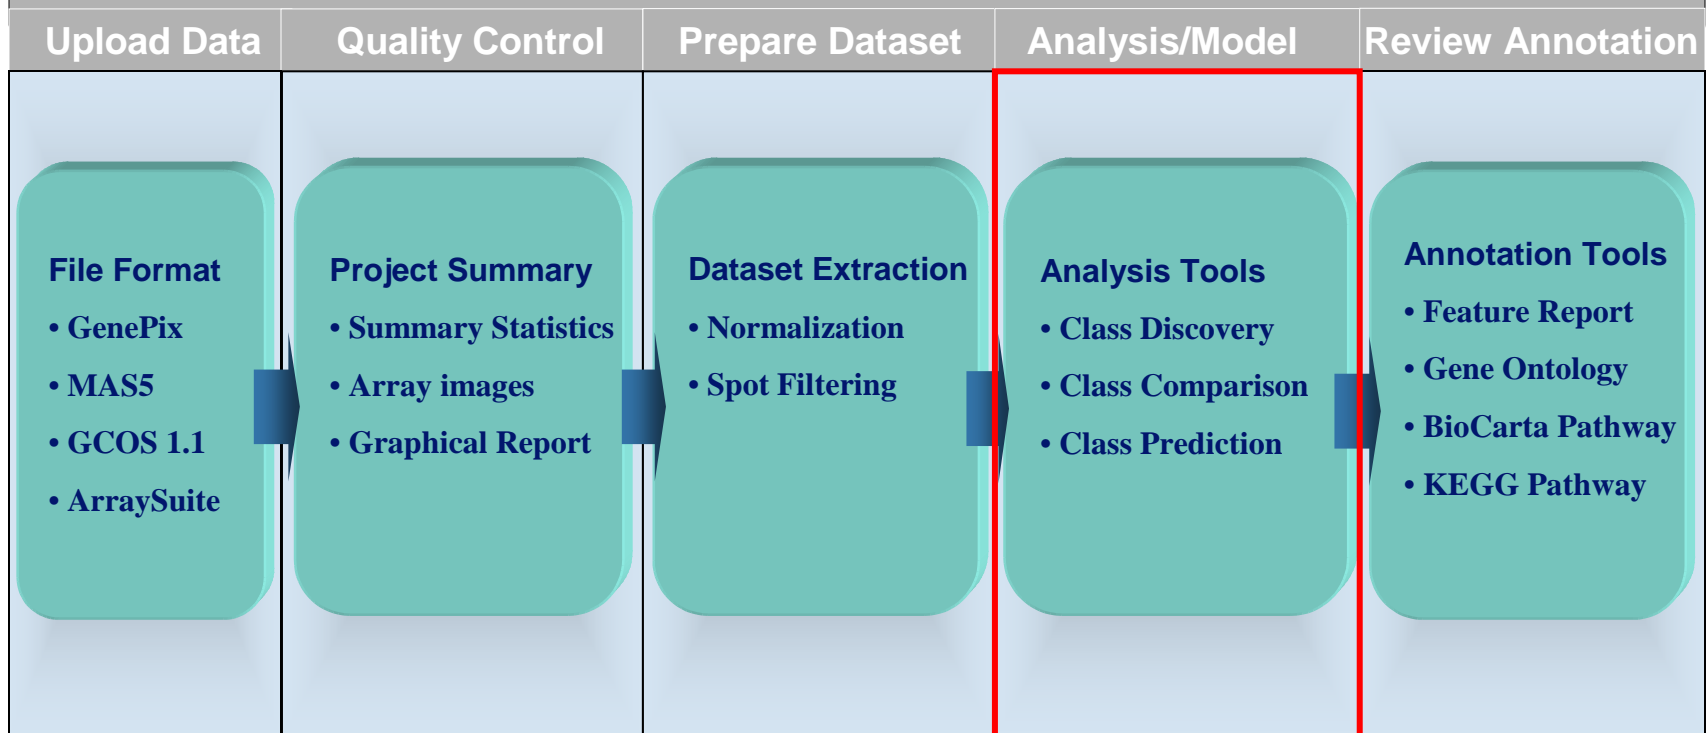 Upload Data
Quality Control
Prepare Dataset
Analysis/Model
Review Annotation
File Format
• GenePix
• MAS5
• GCOS 1.1
• ArraySuite
Project Summary
• Summary Statistics
• Array images
• Graphical Report
Dataset Extraction
• Normalization
• Spot Filtering
Analysis Tools
• Class Discovery
• Class Comparison
• Class Prediction
Annotation Tools
• Feature Report
• Gene Ontology
• BioCarta Pathway
• KEGG Pathway